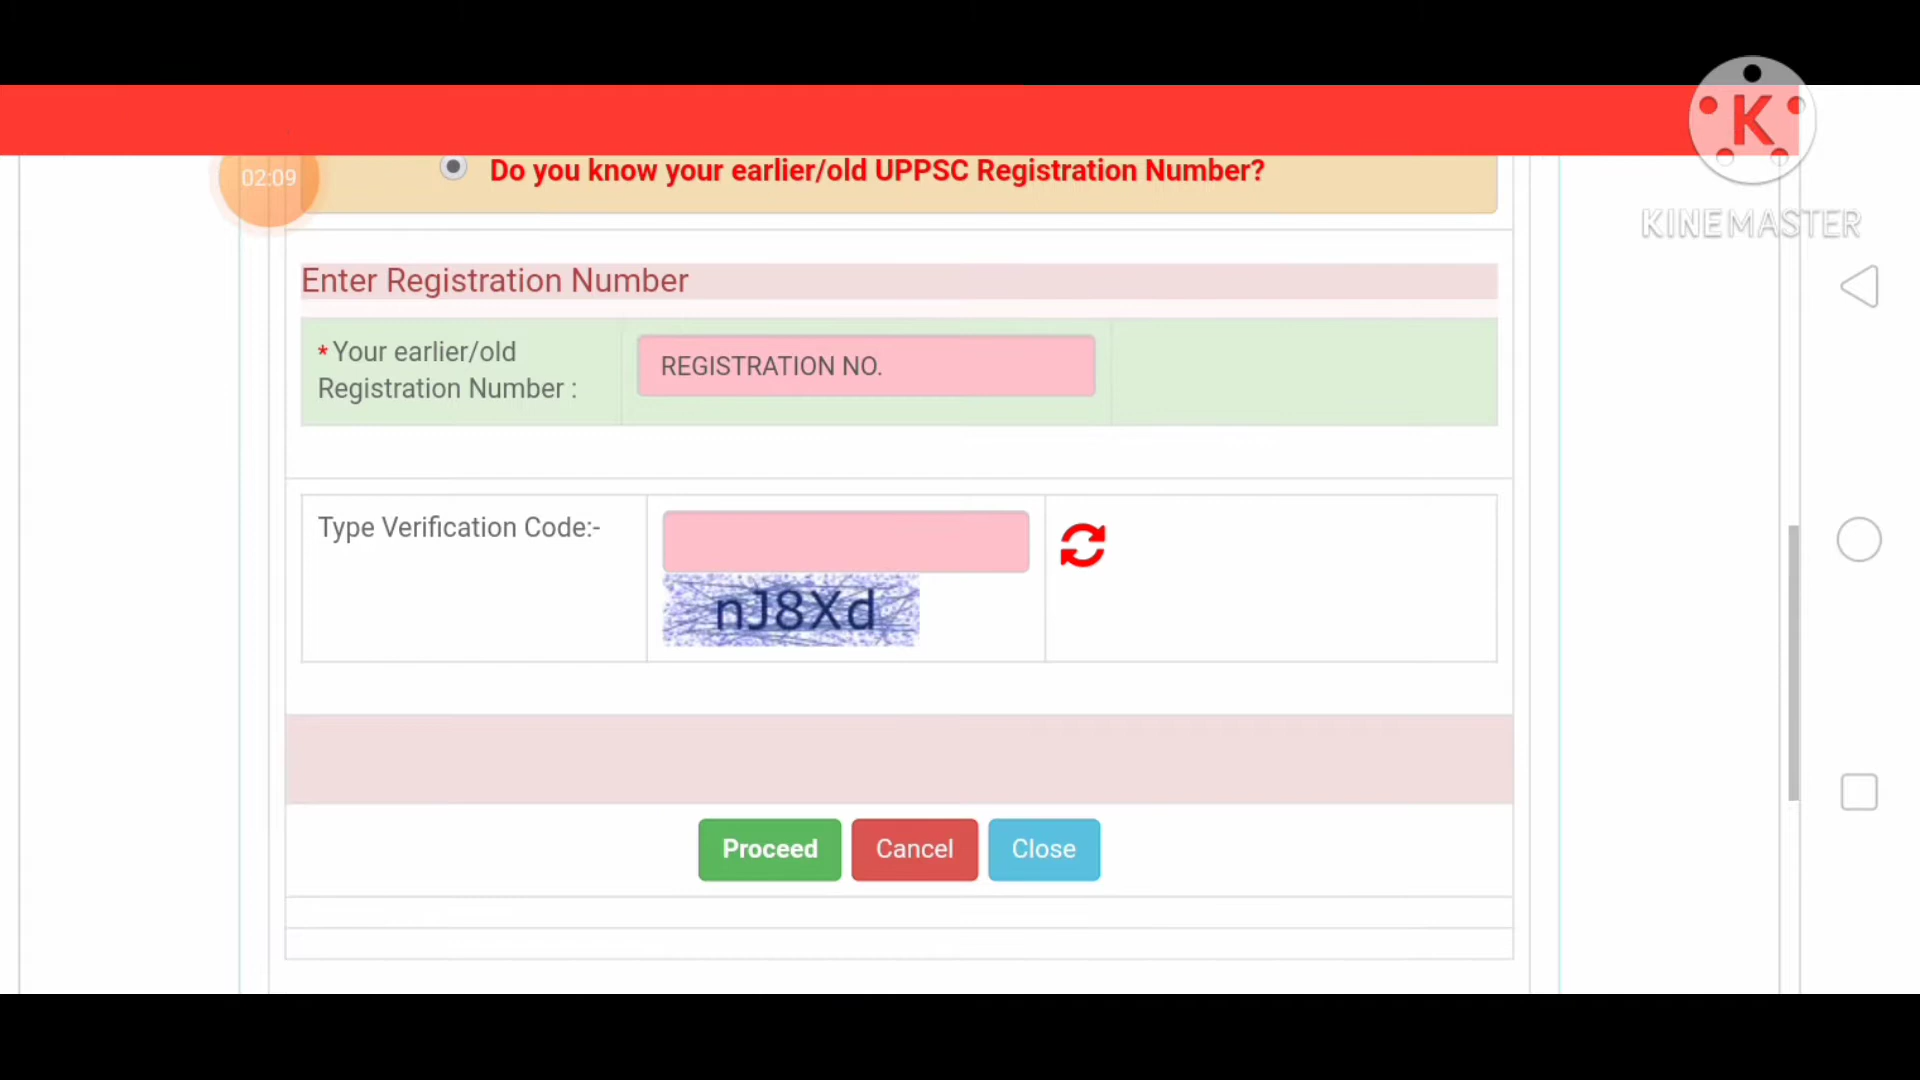 K
KINEMASTER
02:09
Do you know your earlier/old UPPSC Registration Number?
Enter Registration Number
* Your earlier/old
Registration Number :
REGISTRATION NO.
Type Verification Code:-
nJ8Xd
Proceed
Cancel
Close